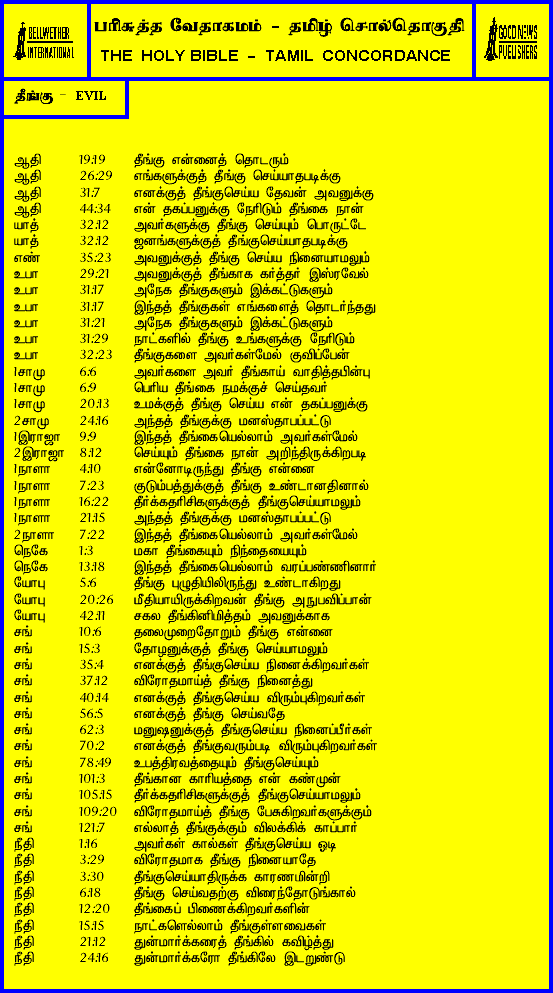 BELLWETHER
INTERNATIONAL
பரிசுத்த வேதாகமம் - தமிழ் சொல்தொகுதி
THE HOLY BIBLE - TAMIL CONCORDANCE
GOOD NEWS
PUBLISHERS
தீங்கு - EVIL
ஆதி 19:19 தீங்கு என்னைத் தொடரும்
ஆதி 26:29 எங்களுக்குத் தீங்கு செய்யாதபடிக்கு
ஆதி 31:7 எனக்குத் தீங்குசெய்ய தேவன் அவனுக்கு
ஆதி 44:34 என் தகப்பனுக்கு நேரிடும் தீங்கை நான்
யாத் 32:12 அவர்களுக்கு தீங்கு செய்யும் பொருட்டே
யாத் 32:12 ஜனங்களுக்குத் தீங்குசெய்யாதபடிக்கு
எண் 35:23 அவனுக்குத் தீங்கு செய்ய நினையாமலும்
உபா 29:21 அவனுக்குத் தீங்காக கர்த்தர் இஸ்ரவேல்
உபா 31:17 அநேக தீங்குகளும் இக்கட்டுகளும்
உபா 31:17 இந்தத் தீங்குகள் எங்களைத் தொடர்ந்தது
உபா 31:21 அநேக தீங்குகளும் இக்கட்டுகளும்
உபா 31:29 நாட்களில் தீங்கு உங்களுக்கு நேரிடும்
உபா 32:23 தீங்குகளை அவர்கள்மேல் குவிப்பேன்
1சாமு 6:6 அவர்களை அவர் தீங்காய் வாதித்தபின்பு
1சாமு 6:9 பெரிய தீங்கை நமக்குச் செய்தவர்
1சாமு 20:13 உமக்குத் தீங்கு செய்ய என் தகப்பனுக்கு
2சாமு 24:16 அந்தத் தீங்குக்கு மனஸ்தாபப்பட்டு
1இராஜா 9:9 இந்தத் தீங்கையெல்லாம் அவர்கள்மேல்
2இராஜா 8:12 செய்யும் தீங்கை நான் அறிந்திருக்கிறபடி
1நாளா 4:10 என்னோடிருந்து தீங்கு என்னை
1நாளா 7:23 குடும்பத்துக்குத் தீங்கு உண்டானதினால்
1நாளா 16:22 தீர்க்கதரிசிகளுக்குத் தீங்குசெய்யாமலும்
1நாளா 21:15 அந்தத் தீங்குக்கு மனஸ்தாபப்பட்டு
2நாளா 7:22 இந்தத் தீங்கையெல்லாம் அவர்கள்மேல்
நெகே 1:3 மகா தீங்கையும் நிந்தையையும்
நெகே 13:18 இந்தத் தீங்கையெல்லாம் வரப்பண்ணினார்
யோபு 5:6 தீங்கு புழுதியிலிருந்து உண்டாகிறது
யோபு 20:26 மீதியாயிருக்கிறவன் தீங்கு அநுபவிப்பான்
யோபு 42:11 சகல தீங்கினிமித்தம் அவனுக்காக
சங் 10:6 தலைமுறைதோறும் தீங்கு என்னை
சங் 15:3 தோழனுக்குத் தீங்கு செய்யாமலும்
சங் 35:4 எனக்குத் தீங்குசெய்ய நினைக்கிறவர்கள்
சங் 37:12 விரோதமாய்த் தீங்கு நினைத்து
சங் 40:14 எனக்குத் தீங்குசெய்ய விரும்புகிறவர்கள்
சங் 56:5 எனக்குத் தீங்கு செய்வதே
சங் 62:3 மனுஷனுக்குத் தீங்குசெய்ய நினைப்பீர்கள்
சங் 70:2 எனக்குத் தீங்குவரும்படி விரும்புகிறவர்கள்
சங் 78:49 உபத்திரவத்தையும் தீங்குசெய்யும்
சங் 101:3 தீங்கான காரியத்தை என் கண்முன்
சங் 105:15 தீர்க்கதரிசிகளுக்குத் தீங்குசெய்யாமலும்
சங் 109:20 விரோதமாய்த் தீங்கு பேசுகிறவர்களுக்கும்
சங் 121:7 எல்லாத் தீங்குக்கும் விலக்கிக் காப்பார்
நீதி 1:16 அவர்கள் கால்கள் தீங்குசெய்ய ஓடி
நீதி 3:29 விரோதமாக தீங்கு நினையாதே
நீதி 3:30 தீங்குசெய்யாதிருக்க காரணமின்றி
நீதி 6:18 தீங்கு செய்வதற்கு விரைந்தோடுங்கால்
நீதி 12:20 தீங்கைப் பிணைக்கிறவர்களின்
நீதி 15:15 நாட்களெல்லாம் தீங்குள்ளவைகள்
நீதி 21:12 துன்மார்க்கரைத் தீங்கில் கவிழ்த்து
நீதி 24:16 துன்மார்க்கரோ தீங்கிலே இடறுண்டு